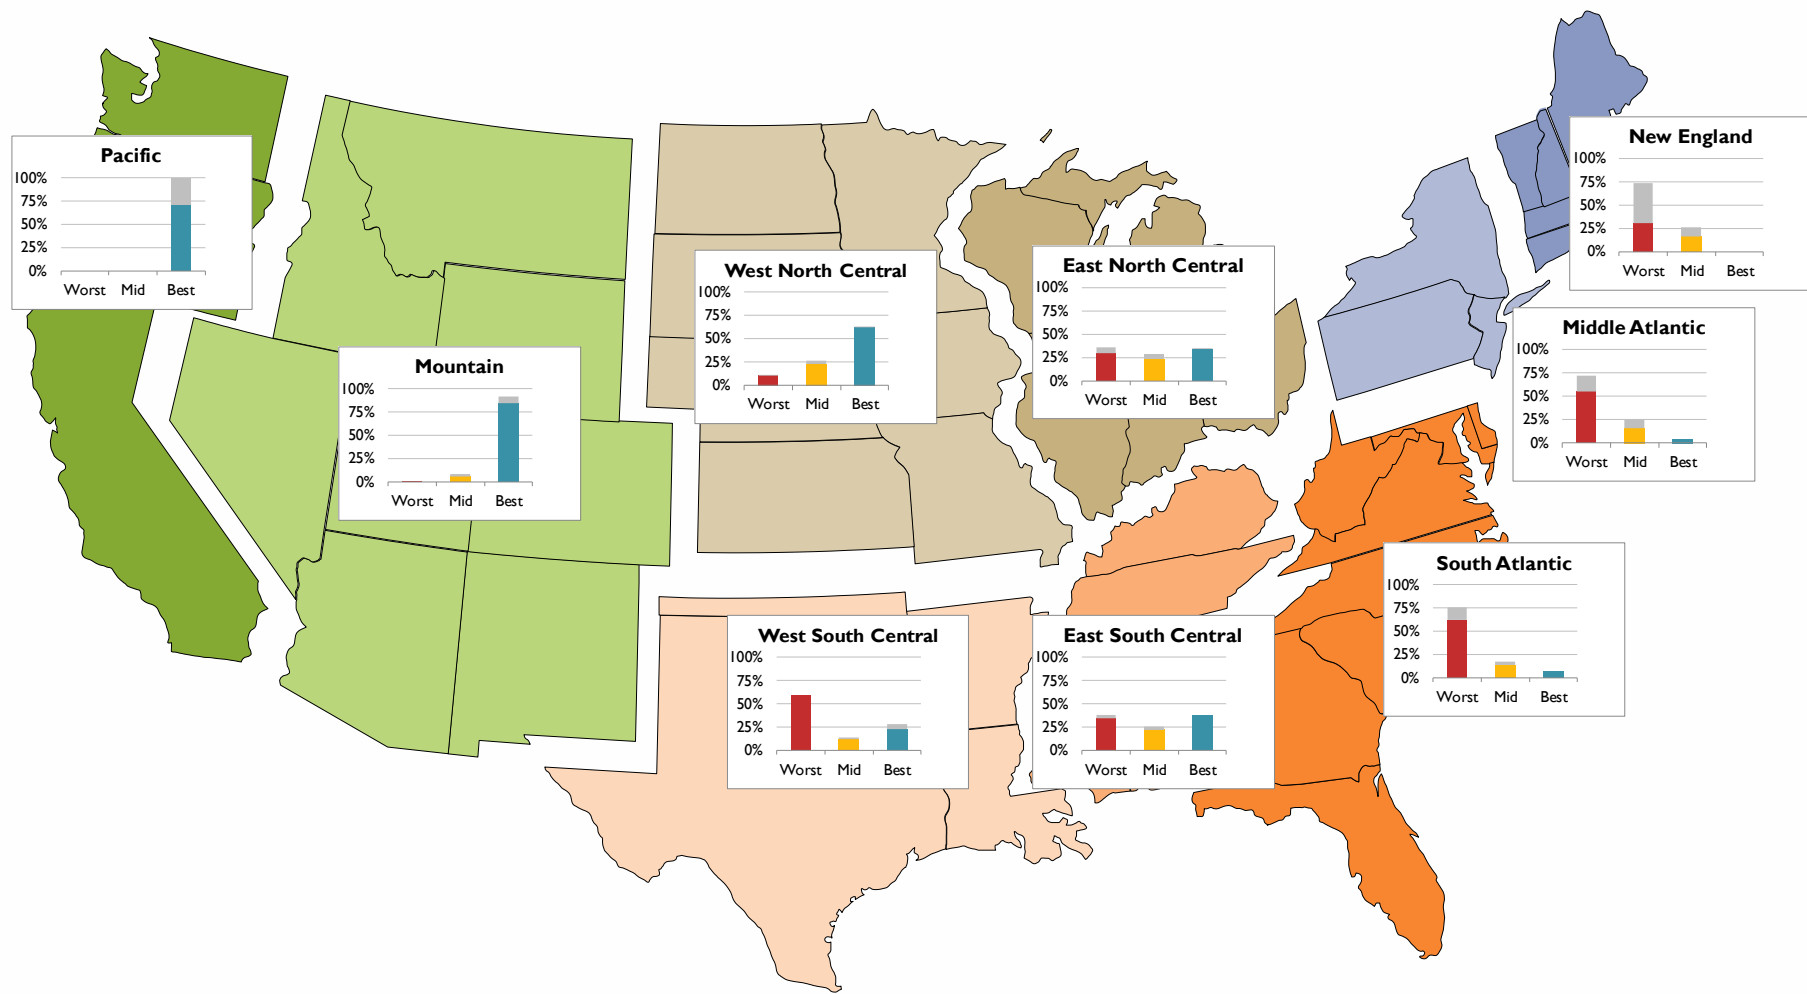 Pacific
100%
75%
50%
25%
0%
Worst Mid Best
New England
100%
75%
50%
25%
0%
Worst Mid Best
West North Central
100%
75%
50%
25%
0%
Worst Mid Best
East North Central
100%
75%
50%
25%
0%
Worst Mid Best
Middle Atlantic
100%
75%
50%
25%
0%
Worst Mid Best
Mountain
100%
75%
50%
25%
0%
Worst Mid Best
South Atlantic
100%
75%
50%
25%
0%
Worst Mid Best
West South Central
100%
75%
50%
25%
0%
Worst Mid Best
East South Central
100%
75%
50%
25%
0%
Worst Mid Best